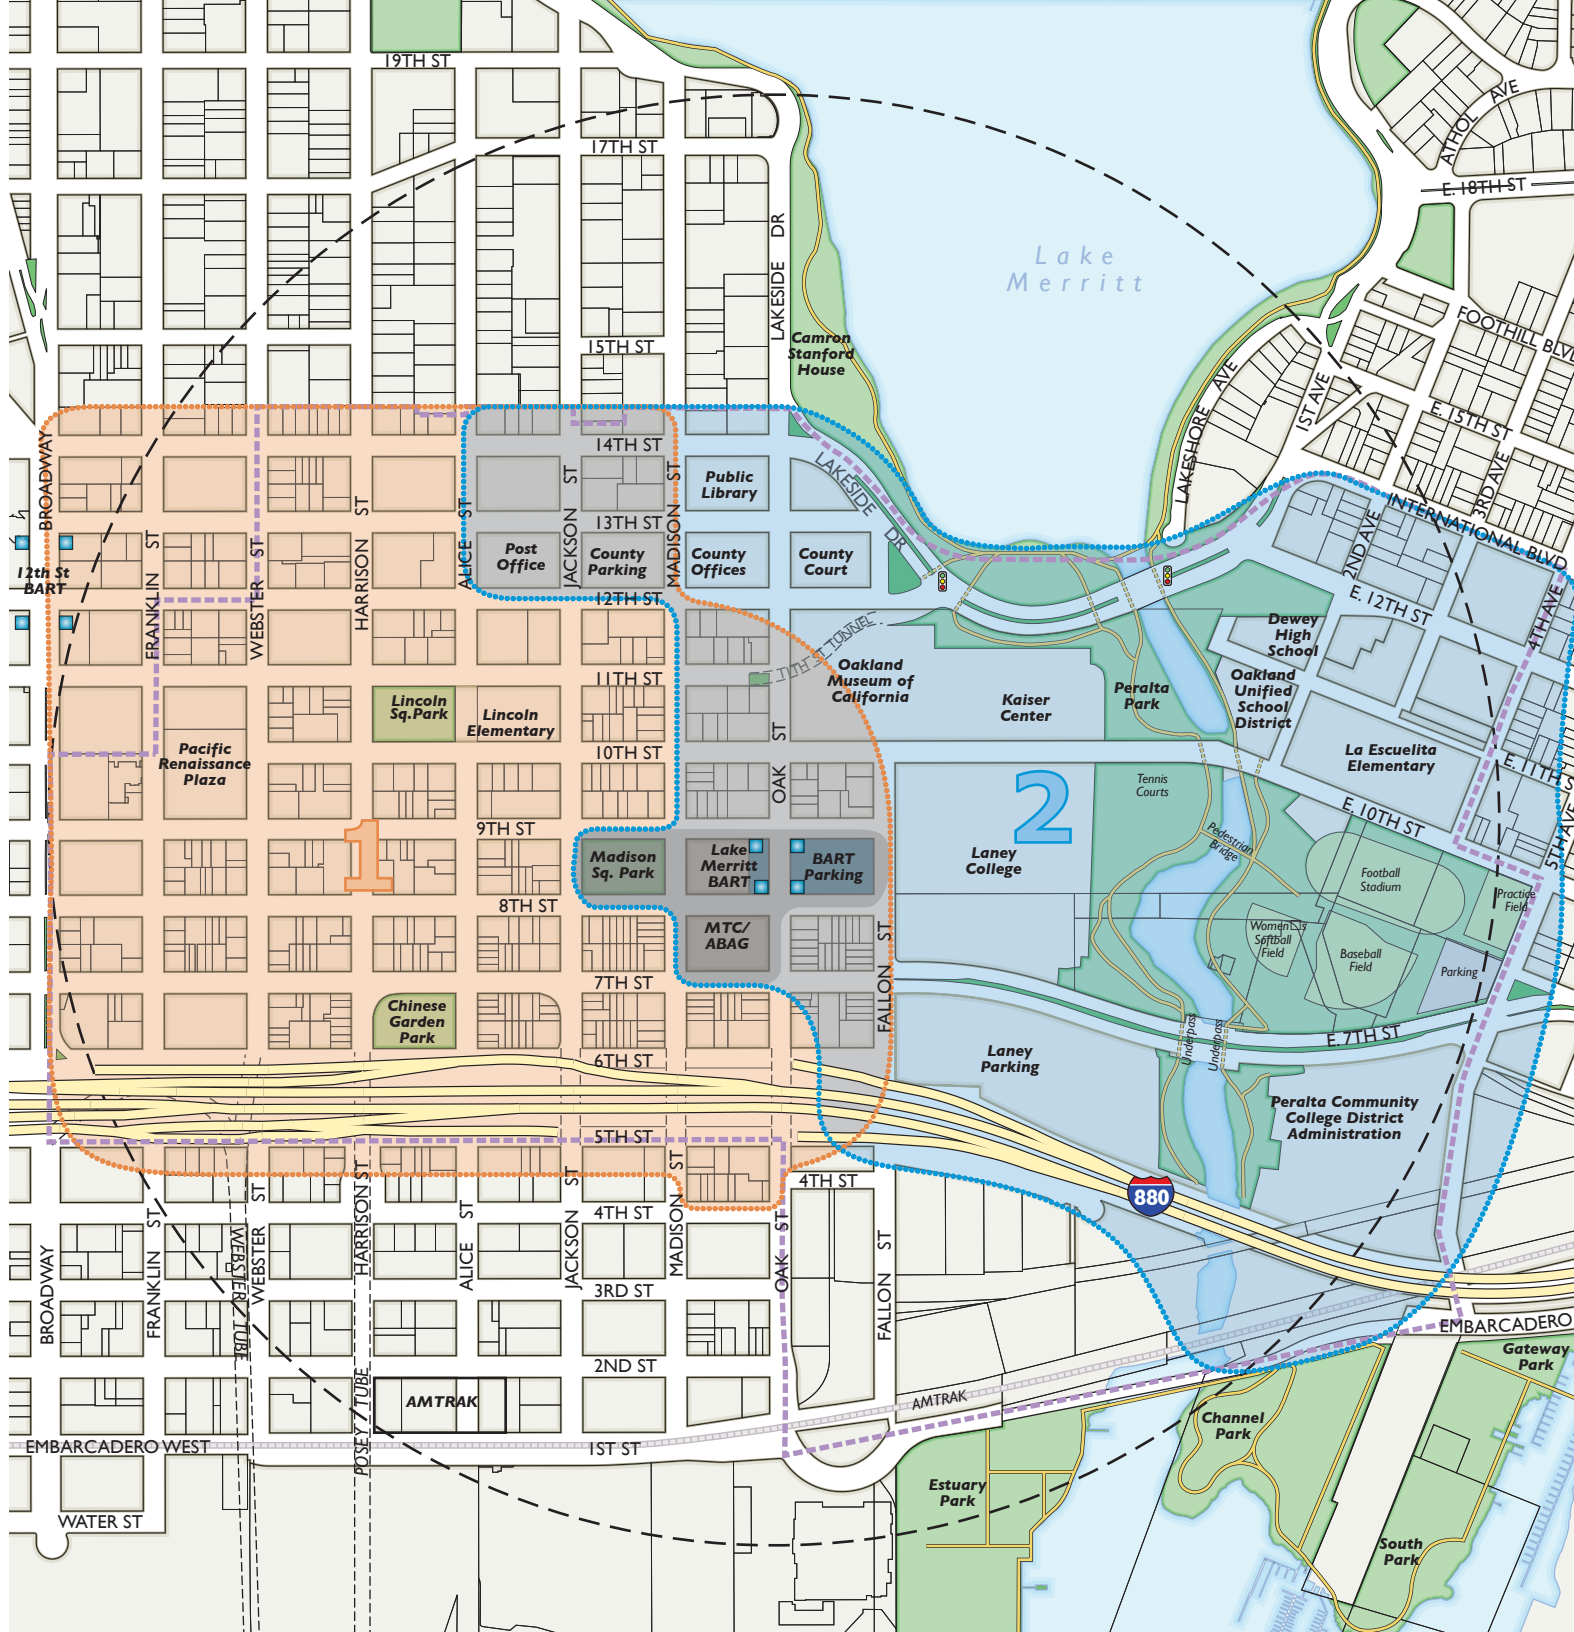 19TH ST
17TH ST
ATHOL
AVE
E. 18TH ST
LAKESIDE
DR
Lake
Merritt
15TH ST
Camron
Stanford
House
FOOTHILL BLVD
LAKESHORE
AVE
1ST AVE
E. 15TH ST
3RD AVE
BROADWAY
14TH ST
ST
ST
ST
ST
Public
Library
LAKESIDE
DR
INTERNATIONAL BLVD
13TH ST
2ND AVE
12th St
BART
FRANKLIN
ST
WEBSTER ST
HARRISON
ALICE
Post
Office
JACKSON
County
Parking
MADISON
County
Offices
County
Court
12TH ST
E. 12TH ST
4TH AVE
11TH ST TUNNEL
Dewey
High
School
11TH ST
Oakland
Museum of
California
Kaiser
Center
Peralta
Park
Oakland
Unified
School
District
Lincoln
Sq.Park
Lincoln
Elementary
Pacific
Renaissance
Plaza
10TH ST
OAK
ST
La Escuelita
Elementary
E. 11TH ST
Tennis
Courts
2
E. 10TH ST
5TH AVE
1
9TH ST
Madison
Sq. Park
Lake
Merritt
BART
BART
Parking
Laney
College
Pedestrian
Bridge
Football
Stadium
Practice
Field
8TH ST
MTC/
ABAG
FALLON
ST
Women's
Softball
Field
Baseball
Field
Parking
7TH ST
Chinese
Garden
Park
Underpass
Underpass
E. 7TH ST
6TH ST
Laney
Parking
Peralta Community
College District
Administration
5TH ST
880
4TH ST
4TH ST
BROADWAY
FRANKLIN
ST
WEBSTER
TUBE
WEBSTER
ST
HARRISON ST
POSEY
TUBE
ALICE
ST
JACKSON
ST
MADISON
ST
OAK
ST
FALLON
ST
3RD ST
2ND ST
EMBARCADERO
Gateway
Park
AMTRAK
AMTRAK
Channel
Park
EMBARCADERO WEST
1ST ST
Estuary
Park
WATER ST
South
Park